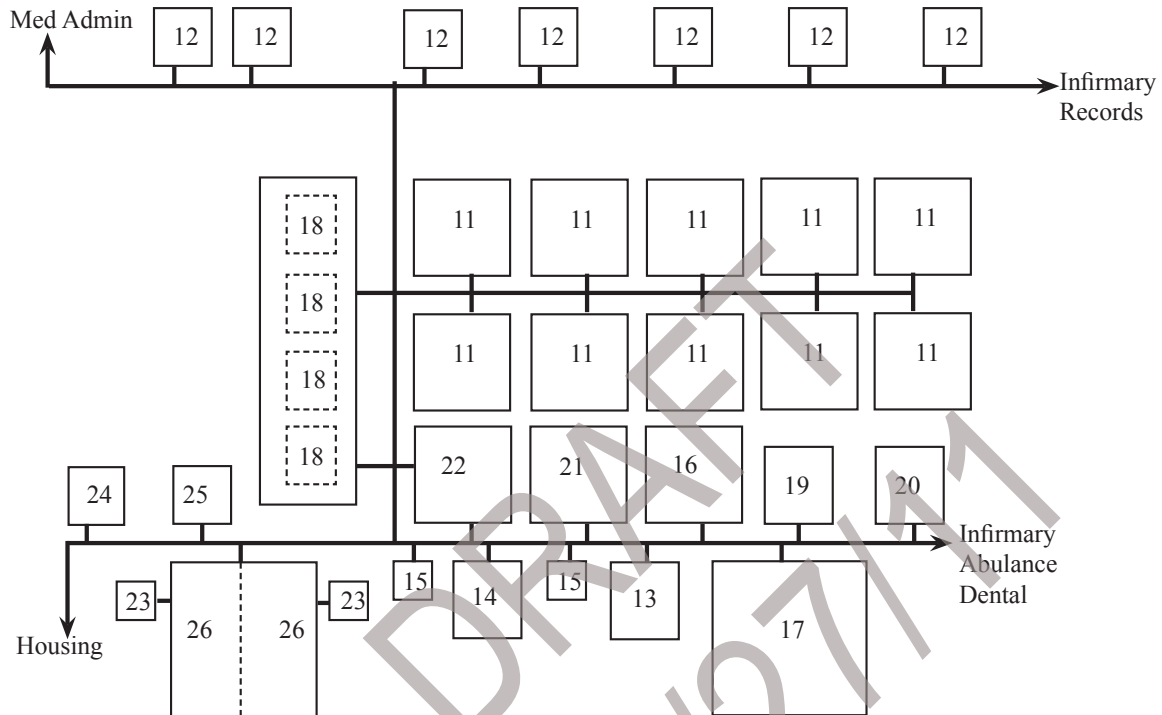 Med Admin
12 12 12 12 12 12 12
Infirmary
Records
18 11 11 11 11 11
18
18 11 11 11 11 11
18 22 21 16 19 20
24 25
Infirmary
Abulance
Dental
23 26 26 23 15 14 15 13 17
Housing
DRAFT
/27/11